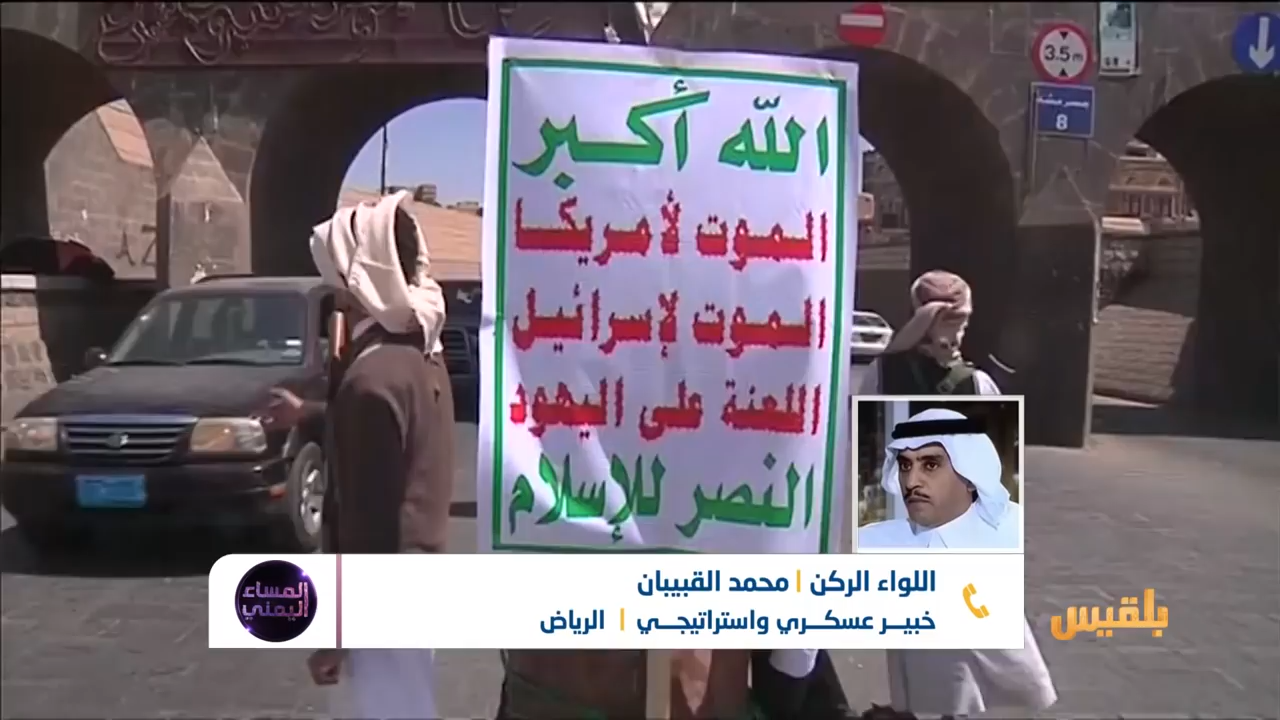 3.5m
8
الله أكبر
الموت لأمريكا
الموت لإسرائيل
اللعنة على اليهود
النصر للإسلام
اللواء الركن | محمد القبيبان
خبير عسكري واستراتيجي | الرياض
المساء
اليمني
بلقيس